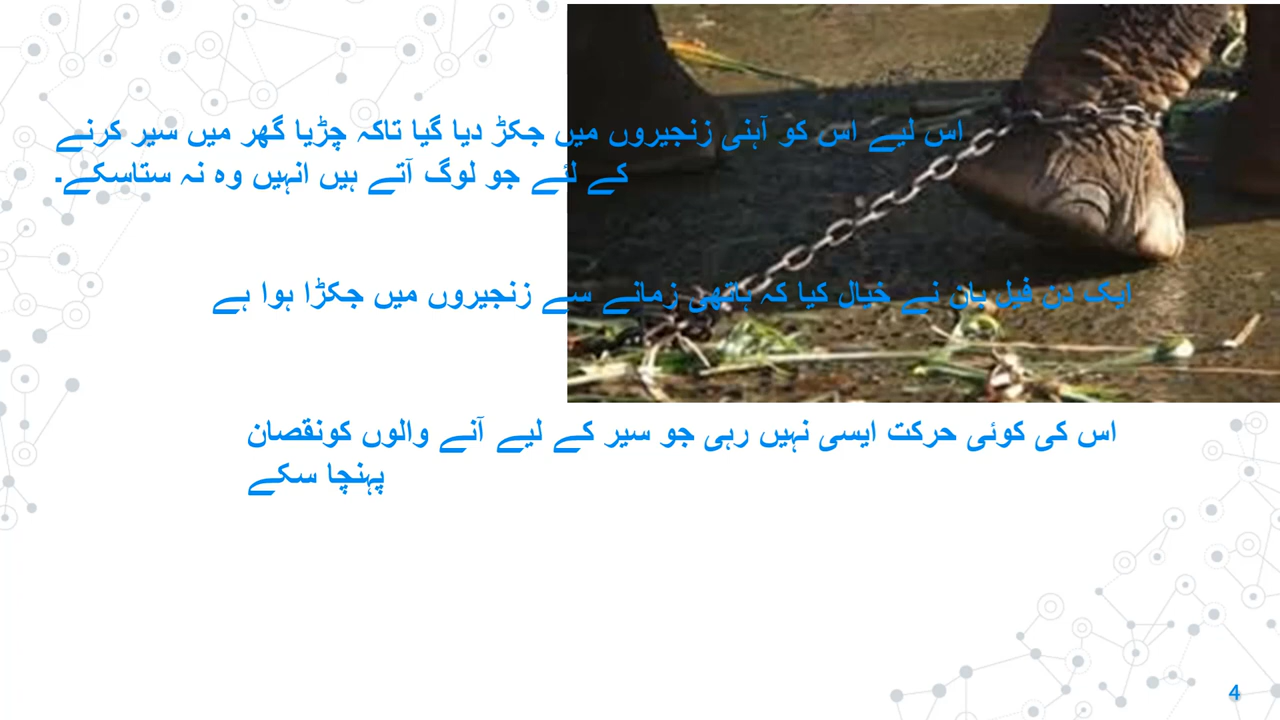 اس لیے اس کو آہنی زنجیروں میں جکڑ دیا گیا تاکہ چڑیا گھر میں سیر کرنے
کے لئے جو لوگ آتے ہیں انہیں وہ نہ ستاسکے۔
ایک دن فیل بان نے خیال کیا کہ ہاتھی زمانے سے زنجیروں میں جکڑا ہوا ہے
اس کی کوئی حرکت ایسی نہیں رہی جو سیر کے لیے آنے والوں کونقصان
پہنچا سکے
4